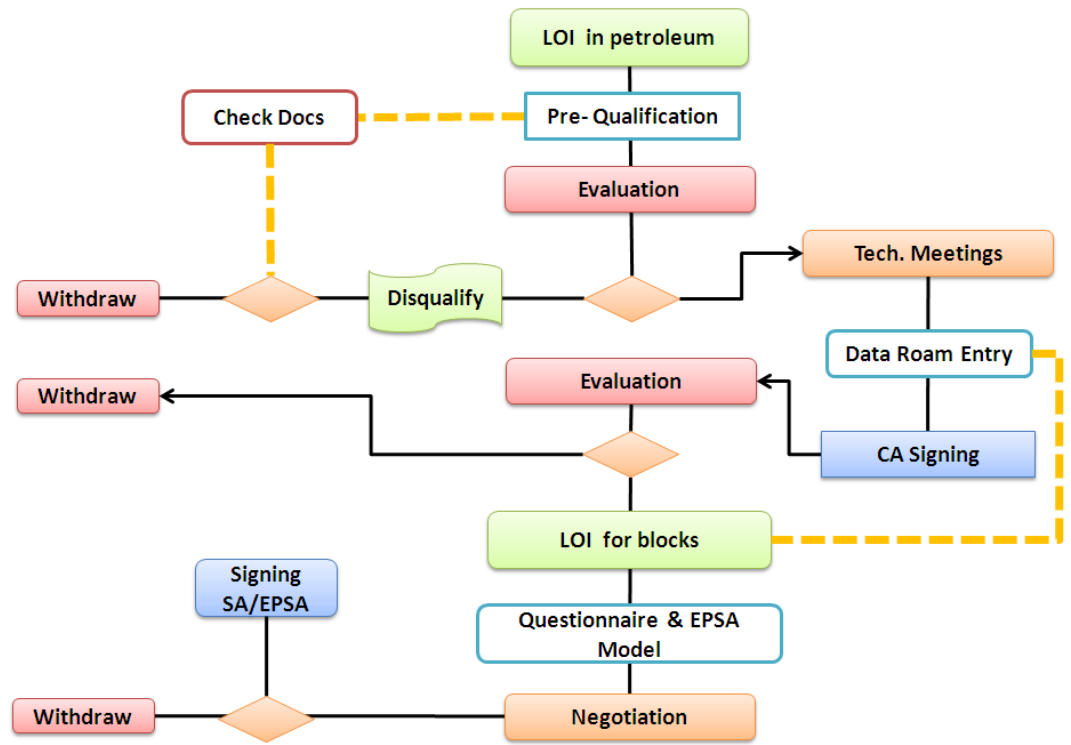 LOI in petroleum
Check Docs
Pre- Qualification
Evaluation
Tech. Meetings
Withdraw
Disqualify
Data Roam Entry
Withdraw
Evaluation
CA Signing
LOI for blocks
Signing
SA/EPSA
Questionnaire & EPSA
Model
Withdraw
Negotiation